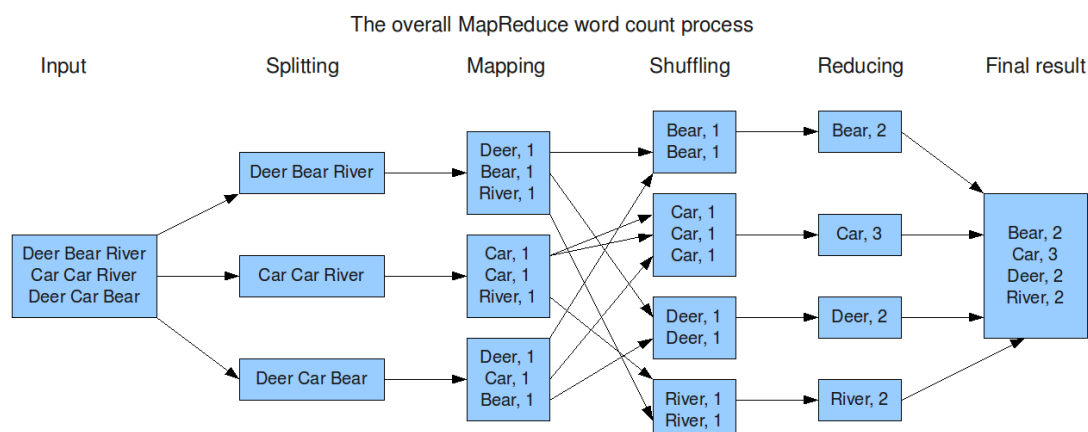 The overall MapReduce word count process
Input
Splitting
Mapping
Shuffling
Reducing
Final result
Deer Bear River
Car Car River
Deer Car Bear
Deer Bear River
Car Car River
Deer Car Bear
Deer, 1
Bear, 1
River, 1
Car, 1
Car, 1
River, 1
Deer, 1
Car, 1
Bear, 1
Bear, 1
Bear, 1
Car, 1
Car, 1
Car, 1
Deer, 1
Deer, 1
River, 1
River, 1
Bear, 2
Car, 3
Deer, 2
River, 2
Bear, 2
Car, 3
Deer, 2
River, 2